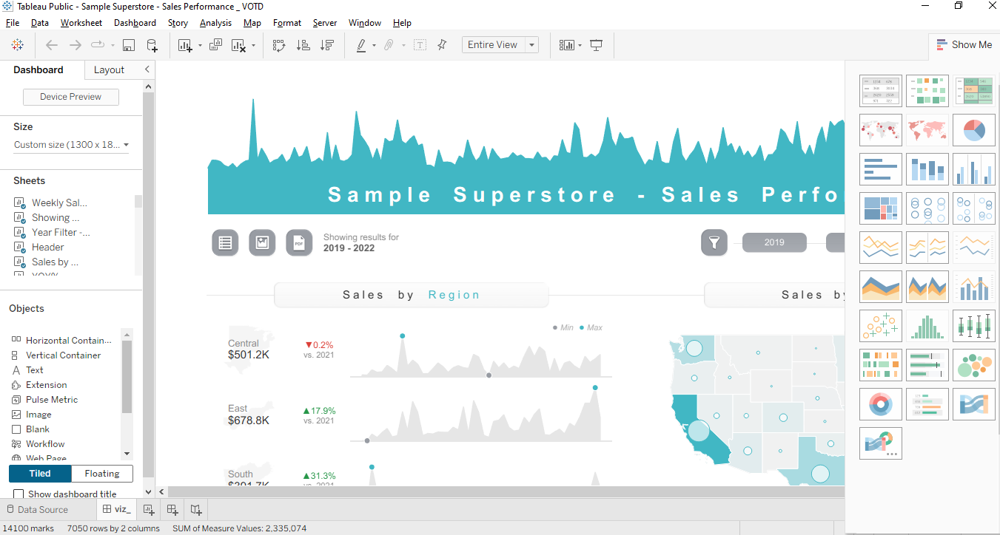 Tableau Public - Sample Superstore - Sales Performance _ VOTD
File Data Worksheet Dashboard Story Analysis Map Format Server Window Help
Entire View
Show Me
Dashboard Layout
Device Preview
Size
Custom size (1300 x 18...
Sheets
Weekly Sal...
Showing ...
Year Filter -...
Header
Sales by ...
YOY%
Objects
Horizontal Contain...
Vertical Container
Text
Extension
Pulse Metric
Image
Blank
Workflow
Web Page
Tiled Floating
Show dashboard title
Sample Superstore - Sales Perfo
PDF
Showing results for
2019 - 2022
2019
Sales by Region
Sales by
Min Max
Central
$501.2K
▼0.2%
vs. 2021
East
$678.8K
▲17.9%
vs. 2021
South
$391.7K
▲31.3%
vs. 2021
Data Source viz_
14100 marks 7050 rows by 2 columns SUM of Measure Values: 2,335,074